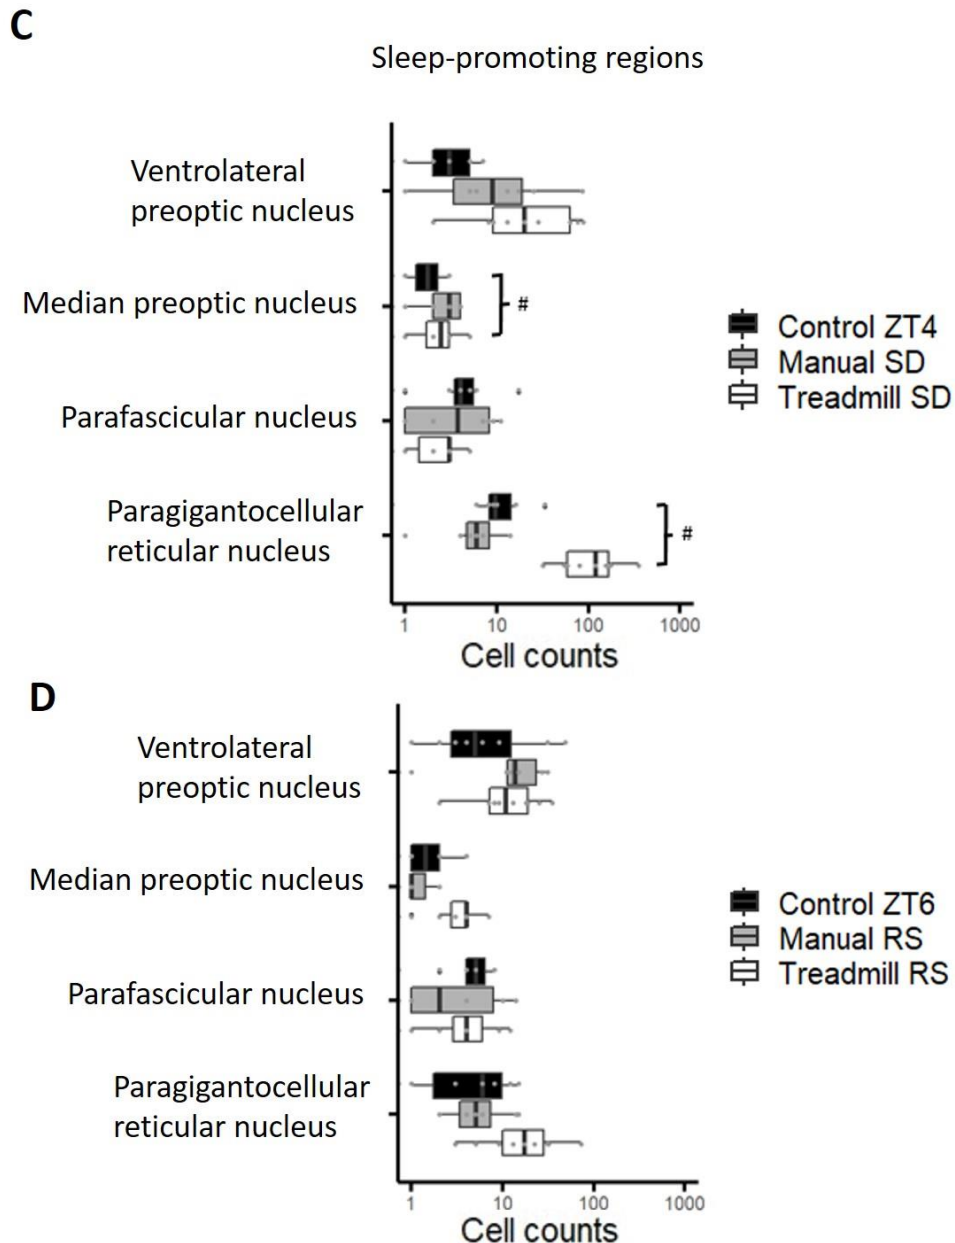 C
Sleep-promoting regions
Ventrolateral
preoptic nucleus
Median preoptic nucleus
#
Parafascicular nucleus
Paragigantocellular
reticular nucleus
#
Control ZT4
Manual SD
Treadmill SD
1 10 100 1000
Cell counts
D
Ventrolateral
preoptic nucleus
Median preoptic nucleus
Parafascicular nucleus
Paragigantocellular
reticular nucleus
Control ZT6
Manual RS
Treadmill RS
1 10 100 1000
Cell counts